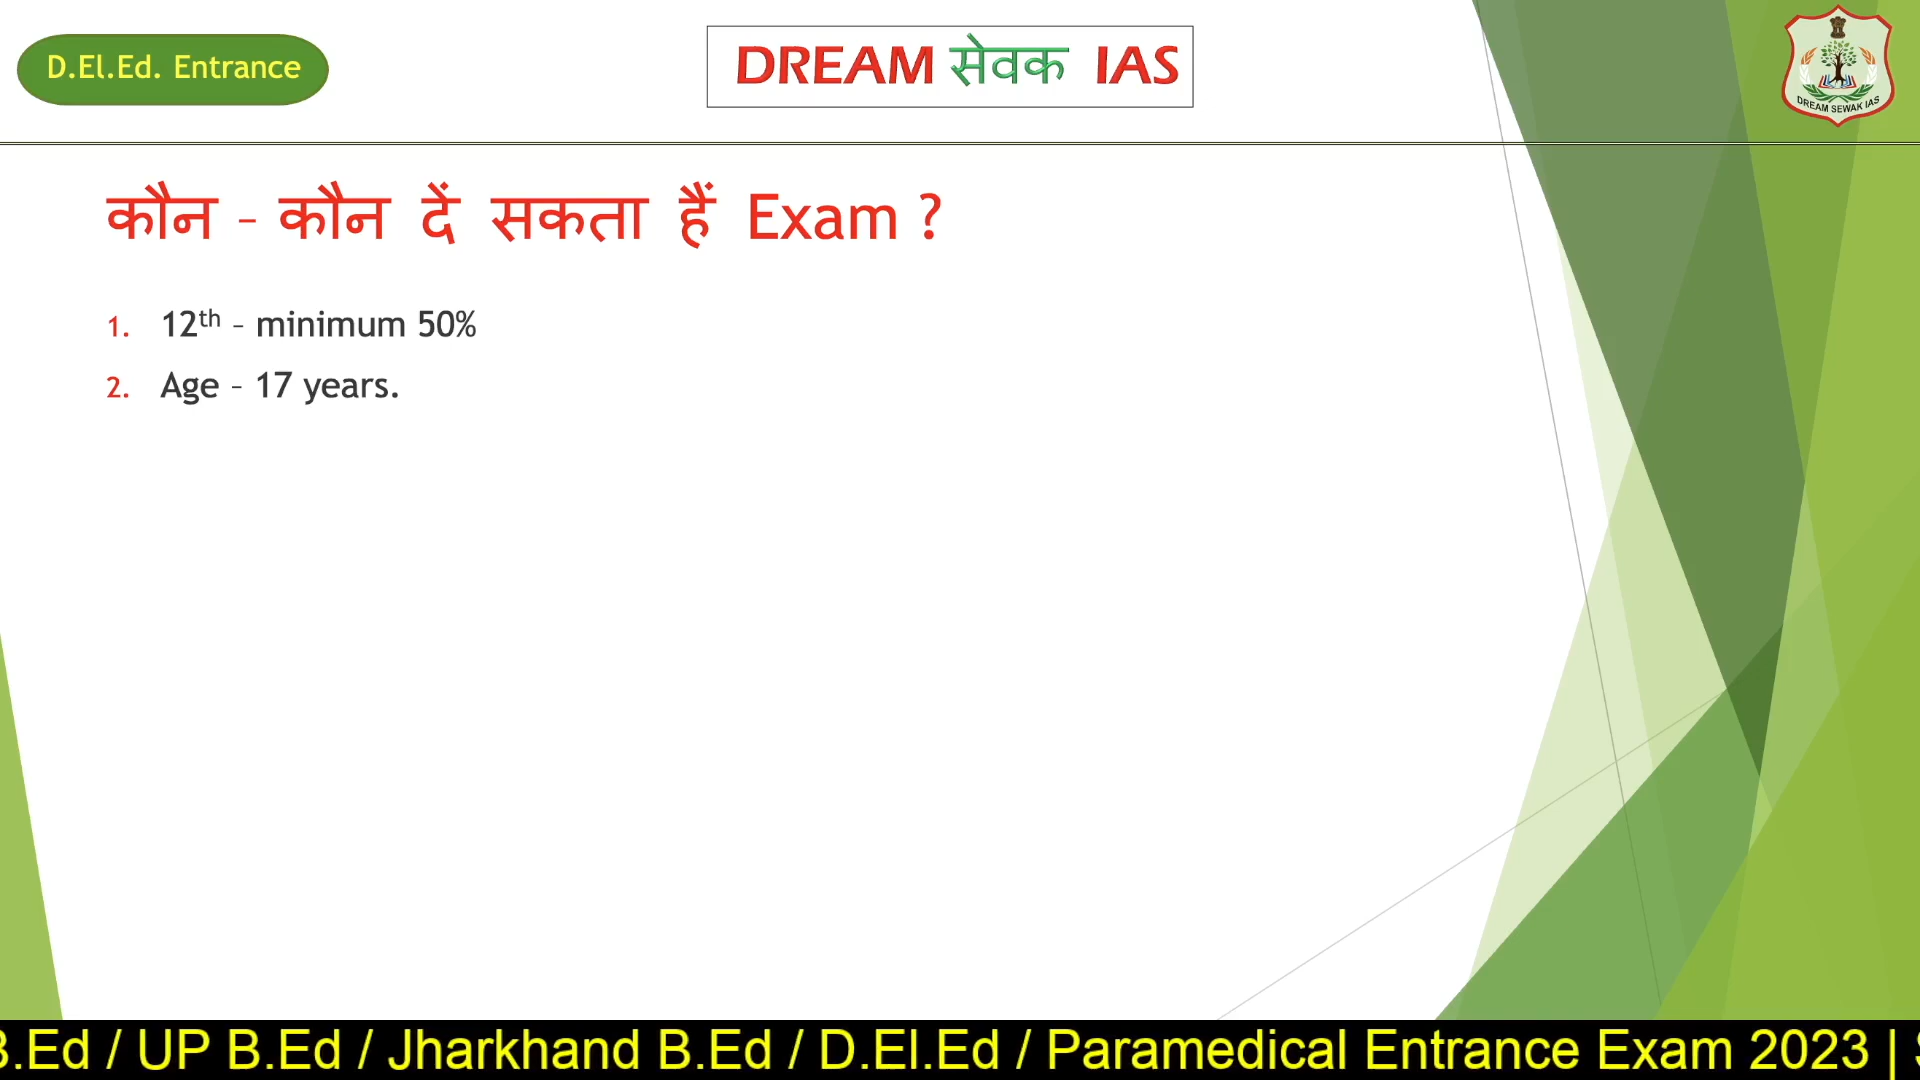 D.El.Ed. Entrance
DREAM सेवक IAS
DREAM SEWAK IAS
कौन - कौन दें सकता हैं Exam ?
1. 12th – minimum 50%
2. Age – 17 years.
.Ed / UP B.Ed / Jharkhand B.Ed / D.El.Ed / Paramedical Entrance Exam 2023 |